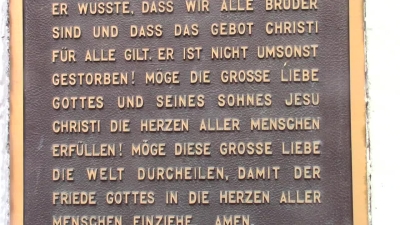 ER WUSSTE, DASS WIR ALLE BRÜDER
SIND UND DASS DAS GEBOT CHRISTI
FÜR ALLE GILT. ER IST NICHT UMSONST
GESTORBEN! MÖGE DIE GROSSE LIEBE
GOTTES UND SEINES SOHNES JESU
CHRISTI DIE HERZEN ALLER MENSCHEN
ERFÜLLEN! MÖGE DIESE GROSSE LIEBE
DIE WELT DURCHEILEN, DAMIT DER
FRIEDE GOTTES IN DIE HERZEN ALLER
MENSCHEN EINZIEHE. AMEN.